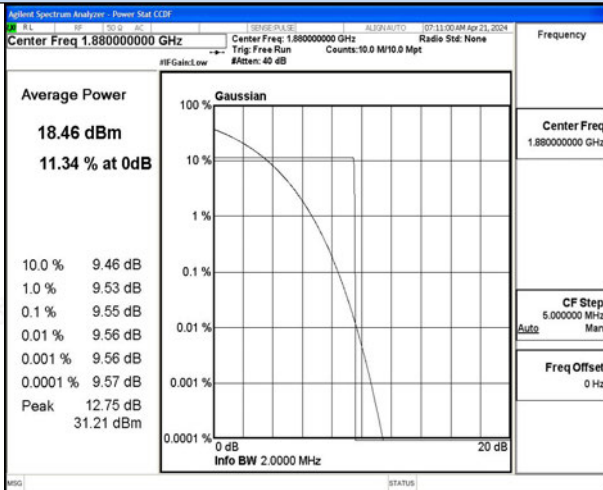 Agilent Spectrum Analyzer - Power Stat CCDF
RL RF 50 Ω AC SENSE:PULSE ALIGNAUTO 07:11:00 AM Apr 21, 2024
Center Freq 1.880000000 GHz
Center Freq: 1.880000000 GHz Radio Std: None
Trig: Free Run Counts:10.0 M/10.0 Mpt
#IFGain:Low #Atten: 40 dB
Frequency
Average Power
18.46 dBm
11.34 % at 0dB
10.0 % 9.46 dB
1.0 % 9.53 dB
0.1 % 9.55 dB
0.01 % 9.56 dB
0.001 % 9.56 dB
0.0001 % 9.57 dB
Peak 12.75 dB
31.21 dBm
Gaussian
100 %
10 %
1 %
0.1 %
0.01 %
0.001 %
0.0001 %
0 dB 20 dB
Info BW 2.0000 MHz
Center Freq
1.880000000 GHz
CF Step
5.000000 MHz
Auto Man
Freq Offset
0 Hz
MSG STATUS